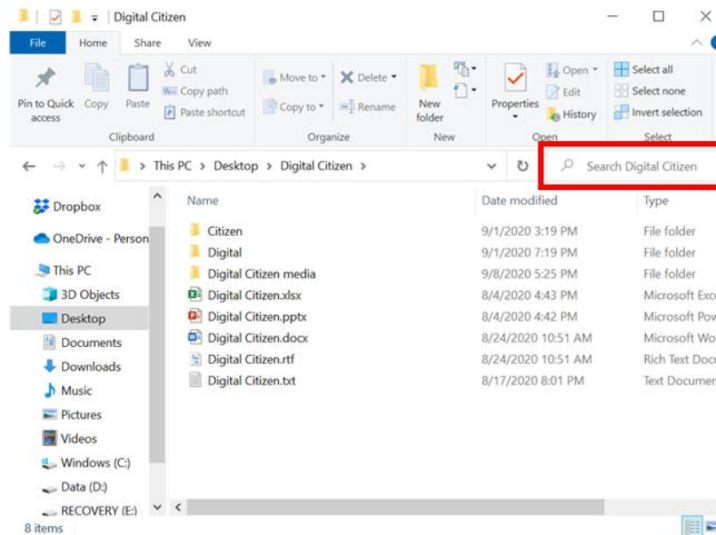 Digital Citizen
File Home Share View
Pin to Quick access
Copy
Paste
Cut
Copy path
Paste shortcut
Clipboard
Move to
Copy to
Delete
Rename
Organize
New folder
New
Properties
Open
Edit
History
Open
Select all
Select none
Invert selection
Select
This PC > Desktop > Digital Citizen >
Search Digital Citizen
Dropbox
OneDrive - Person
This PC
3D Objects
Desktop
Documents
Downloads
Music
Pictures
Videos
Windows (C:)
Data (D:)
RECOVERY (E:)
Name Date modified Type
Citizen 9/1/2020 3:19 PM File folder
Digital 9/1/2020 7:19 PM File folder
Digital Citizen media 9/8/2020 5:25 PM File folder
Digital Citizen.xlsx 8/4/2020 4:43 PM Microsoft Exce
Digital Citizen.pptx 8/4/2020 4:42 PM Microsoft Pow
Digital Citizen.docx 8/24/2020 10:51 AM Microsoft Wo
Digital Citizen.rtf 8/24/2020 10:51 AM Rich Text Docu
Digital Citizen.txt 8/17/2020 8:01 PM Text Documen
8 items